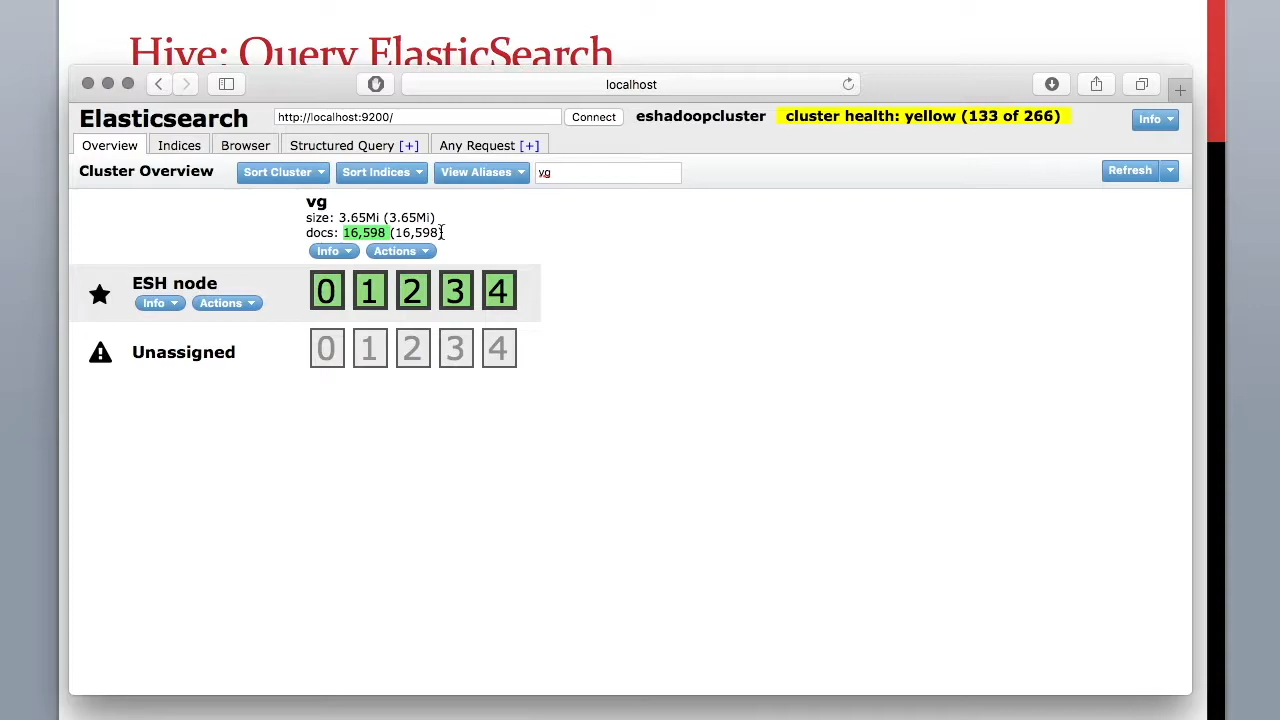 Hive: Query ElasticSearch
localhost
Elasticsearch http://localhost:9200/ Connect eshadoopcluster cluster health: yellow (133 of 266) Info
Overview Indices Browser Structured Query [+] Any Request [+]
Cluster Overview Sort Cluster Sort Indices View Aliases vg Refresh
vg
size: 3.65Mi (3.65Mi)
docs: 16,598 (16,598)
Info Actions
ESH node 0 1 2 3 4
Info Actions
Unassigned 0 1 2 3 4